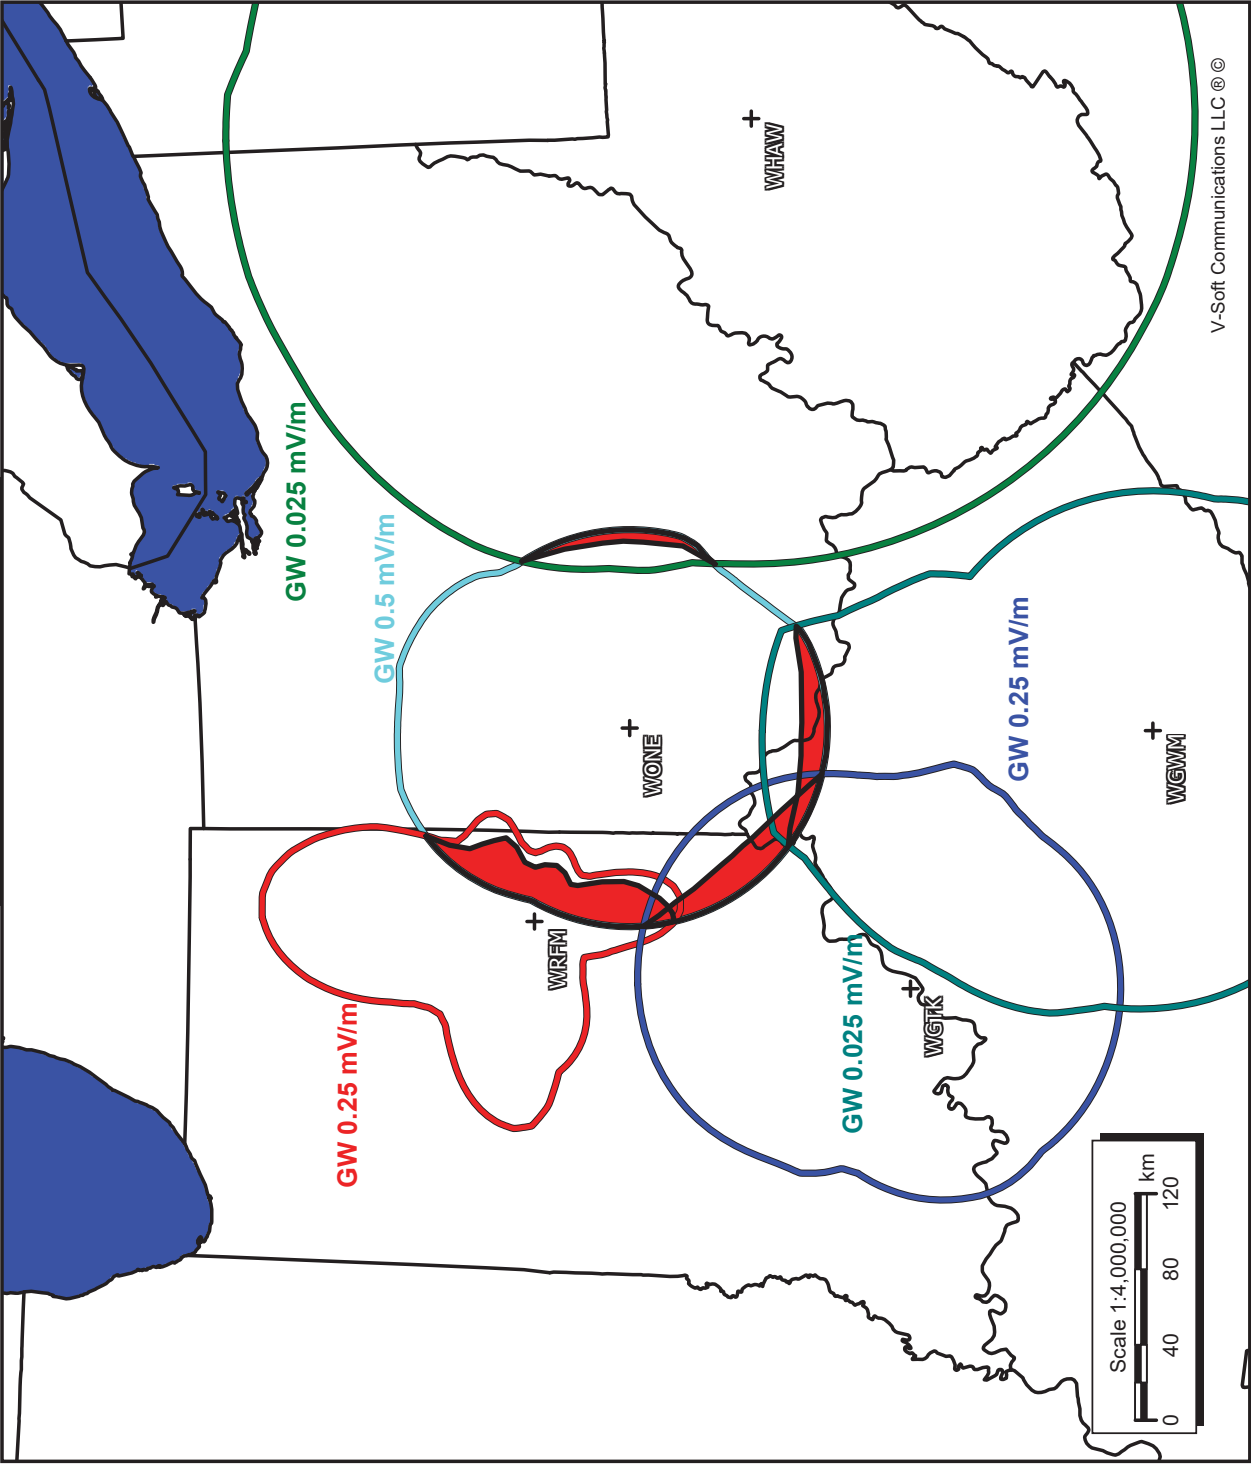 GW 0.025 mV/m
GW 0.5 mV/m
GW 0.25 mV/m
GW 0.025 mV/m
GW 0.25 mV/m
WHAW
WONE
WRFM
WGTK
WGWM
V-Soft Communications LLC ® ©
Scale 1:4,000,000
0 40 80 120 km